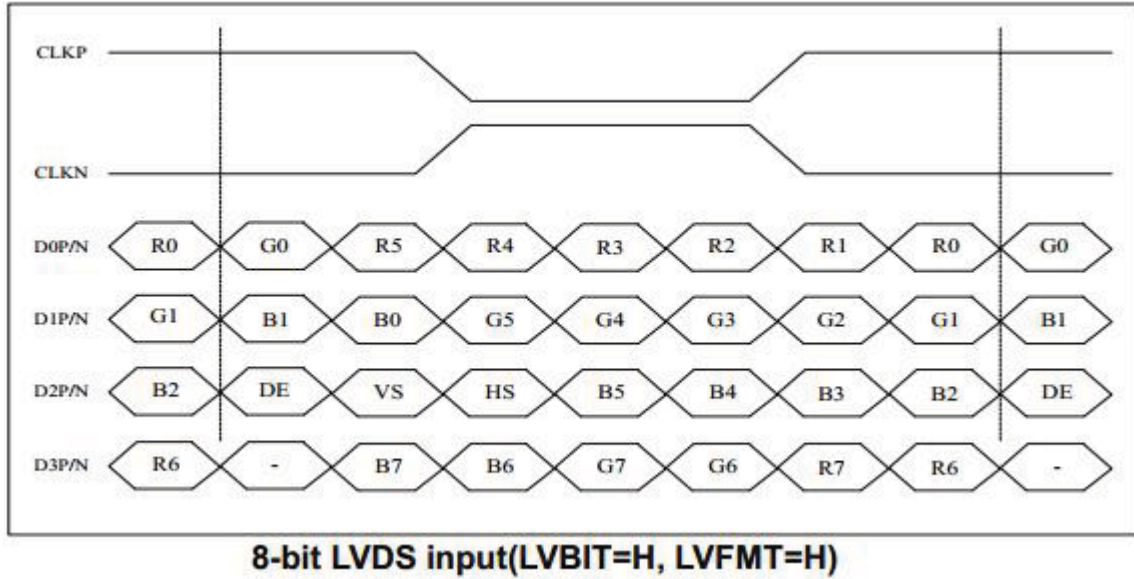 CLKP
CLKN
D0P/N R0 G0 R5 R4 R3 R2 R1 R0 G0
D1P/N G1 B1 B0 G5 G4 G3 G2 G1 B1
D2P/N B2 DE VS HS B5 B4 B3 B2 DE
D3P/N R6 - B7 B6 G7 G6 R7 R6 -
8-bit LVDS input(LVBIT=H, LVFMT=H)